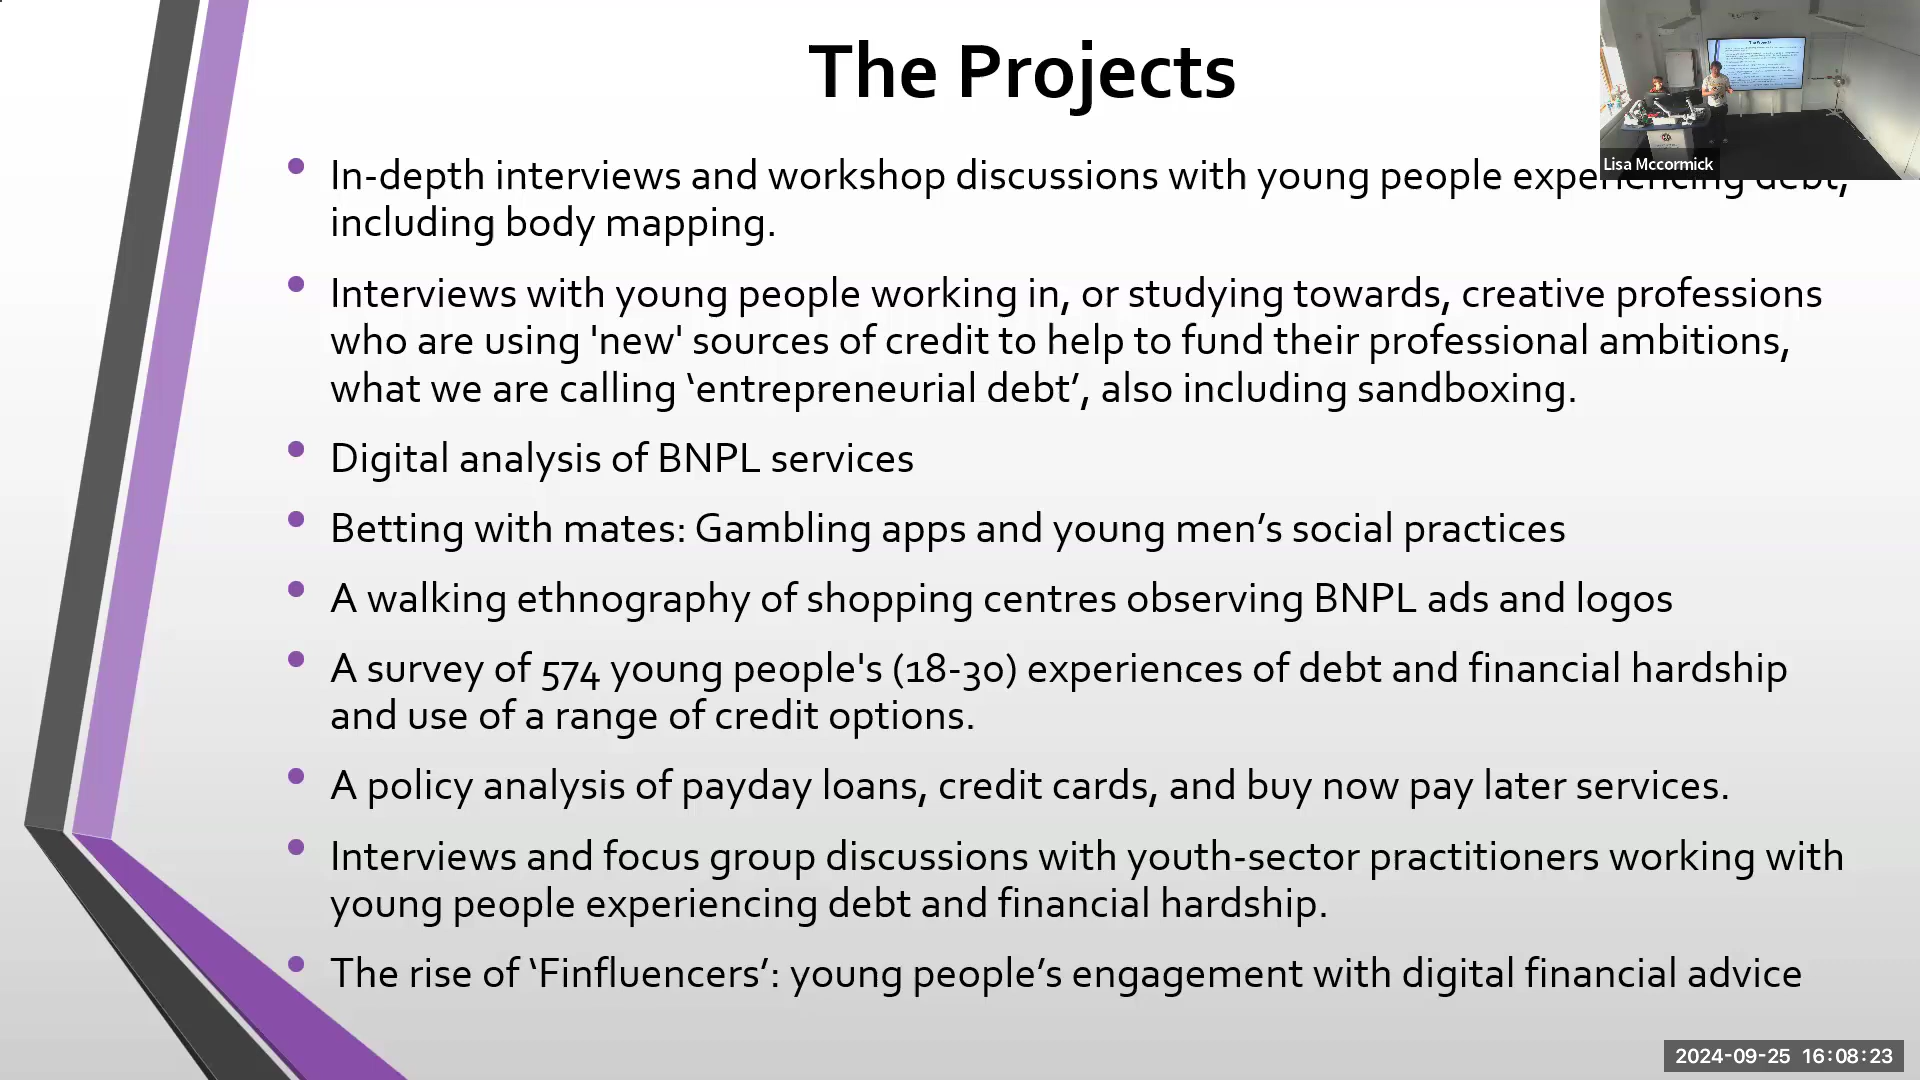 The Projects
Lisa Mccormick
• In-depth interviews and workshop discussions with young people experiencing debt,
including body mapping.
• Interviews with young people working in, or studying towards, creative professions
who are using 'new' sources of credit to help to fund their professional ambitions,
what we are calling ‘entrepreneurial debt’, also including sandboxing.
• Digital analysis of BNPL services
• Betting with mates: Gambling apps and young men’s social practices
• A walking ethnography of shopping centres observing BNPL ads and logos
• A survey of 574 young people's (18-30) experiences of debt and financial hardship
and use of a range of credit options.
• A policy analysis of payday loans, credit cards, and buy now pay later services.
• Interviews and focus group discussions with youth-sector practitioners working with
young people experiencing debt and financial hardship.
• The rise of ‘Finfluencers’: young people’s engagement with digital financial advice
2024-09-25 16:08:23